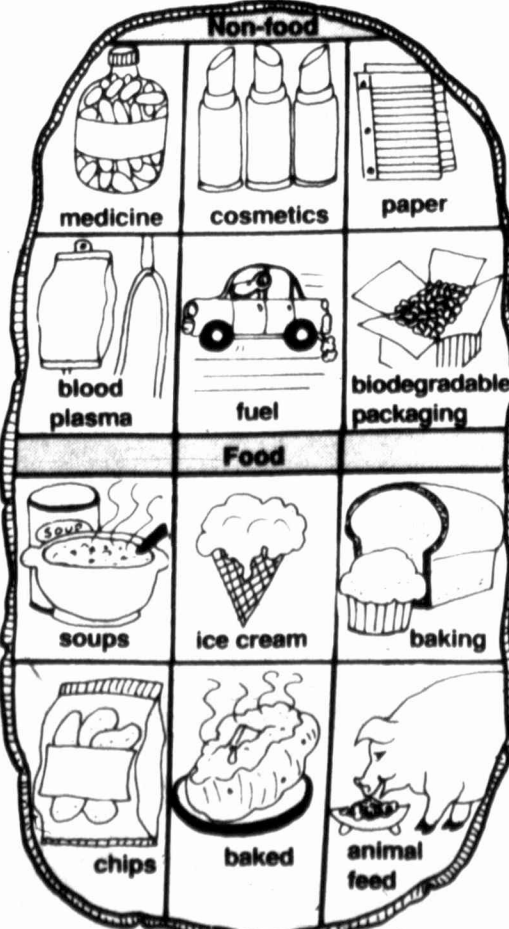 Non-food
medicine
cosmetics
paper
blood
plasma
fuel
biodegradable
packaging
Food
SOUP
soups
ice cream
baking
chips
baked
animal
feed